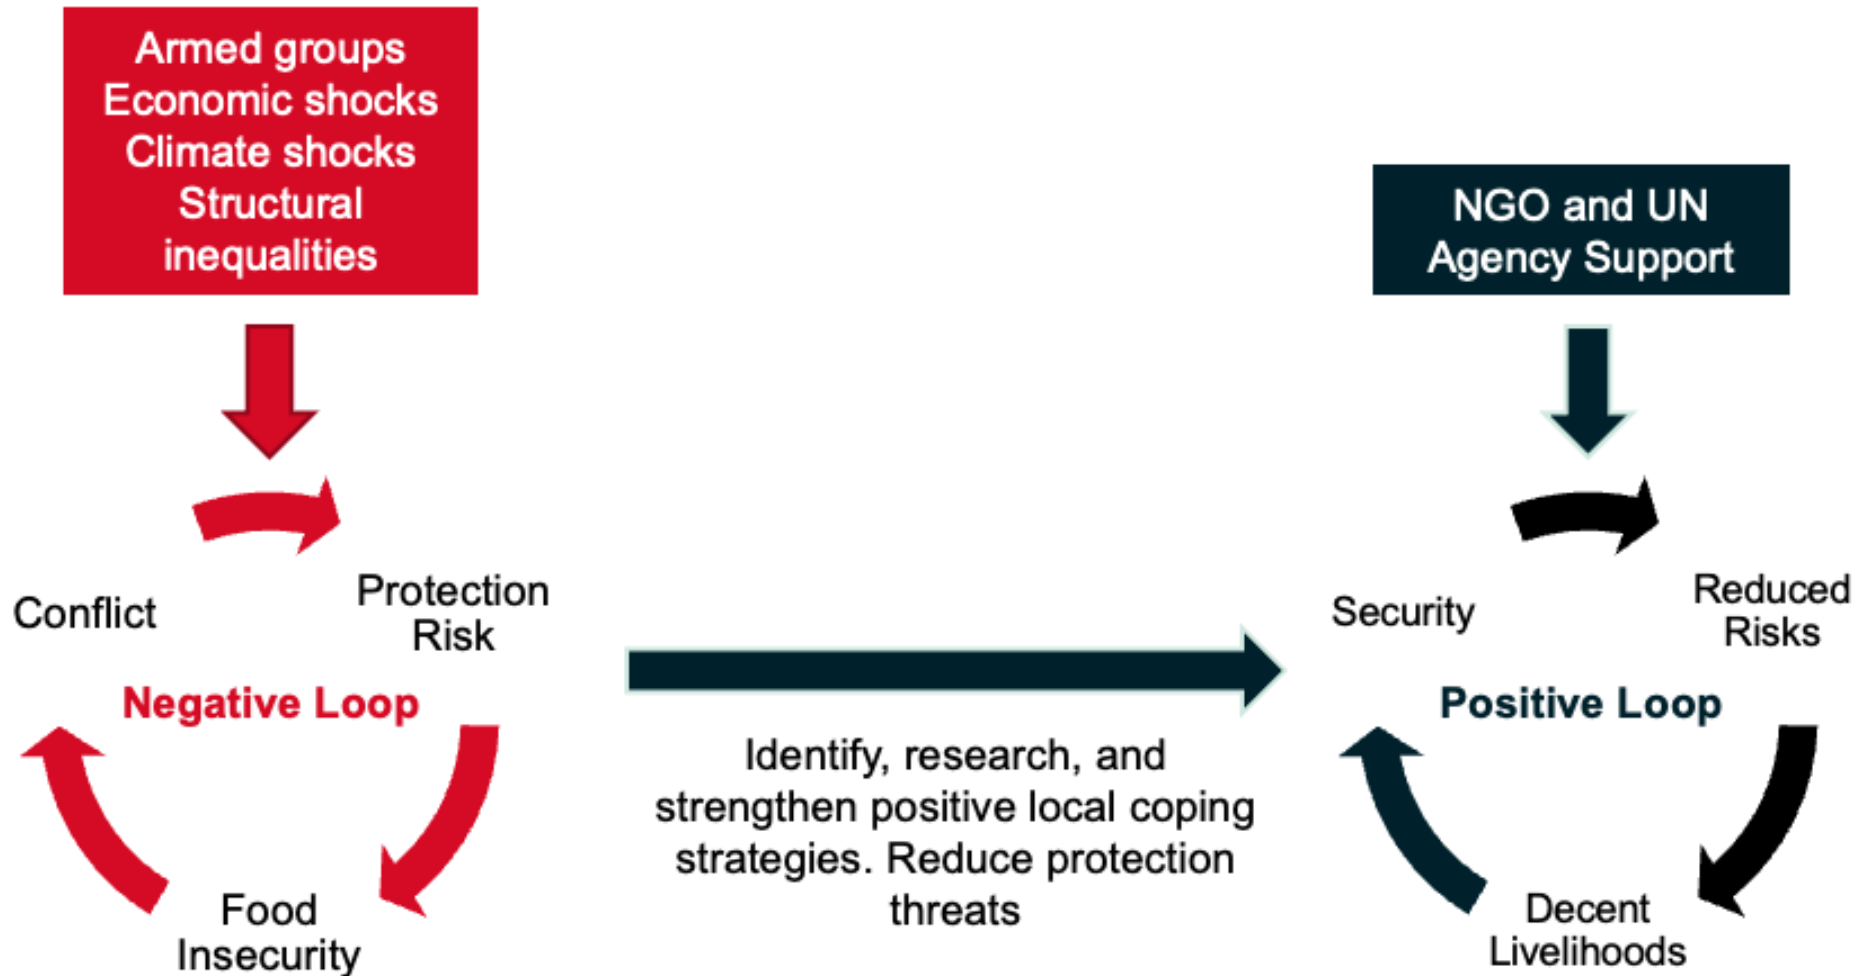 Armed groups
Economic shocks
Climate shocks
Structural
inequalities
NGO and UN
Agency Support
Conflict
Protection
Risk
Negative Loop
Food
Insecurity
Identify, research, and
strengthen positive local coping
strategies. Reduce protection
threats
Security
Reduced
Risks
Positive Loop
Decent
Livelihoods